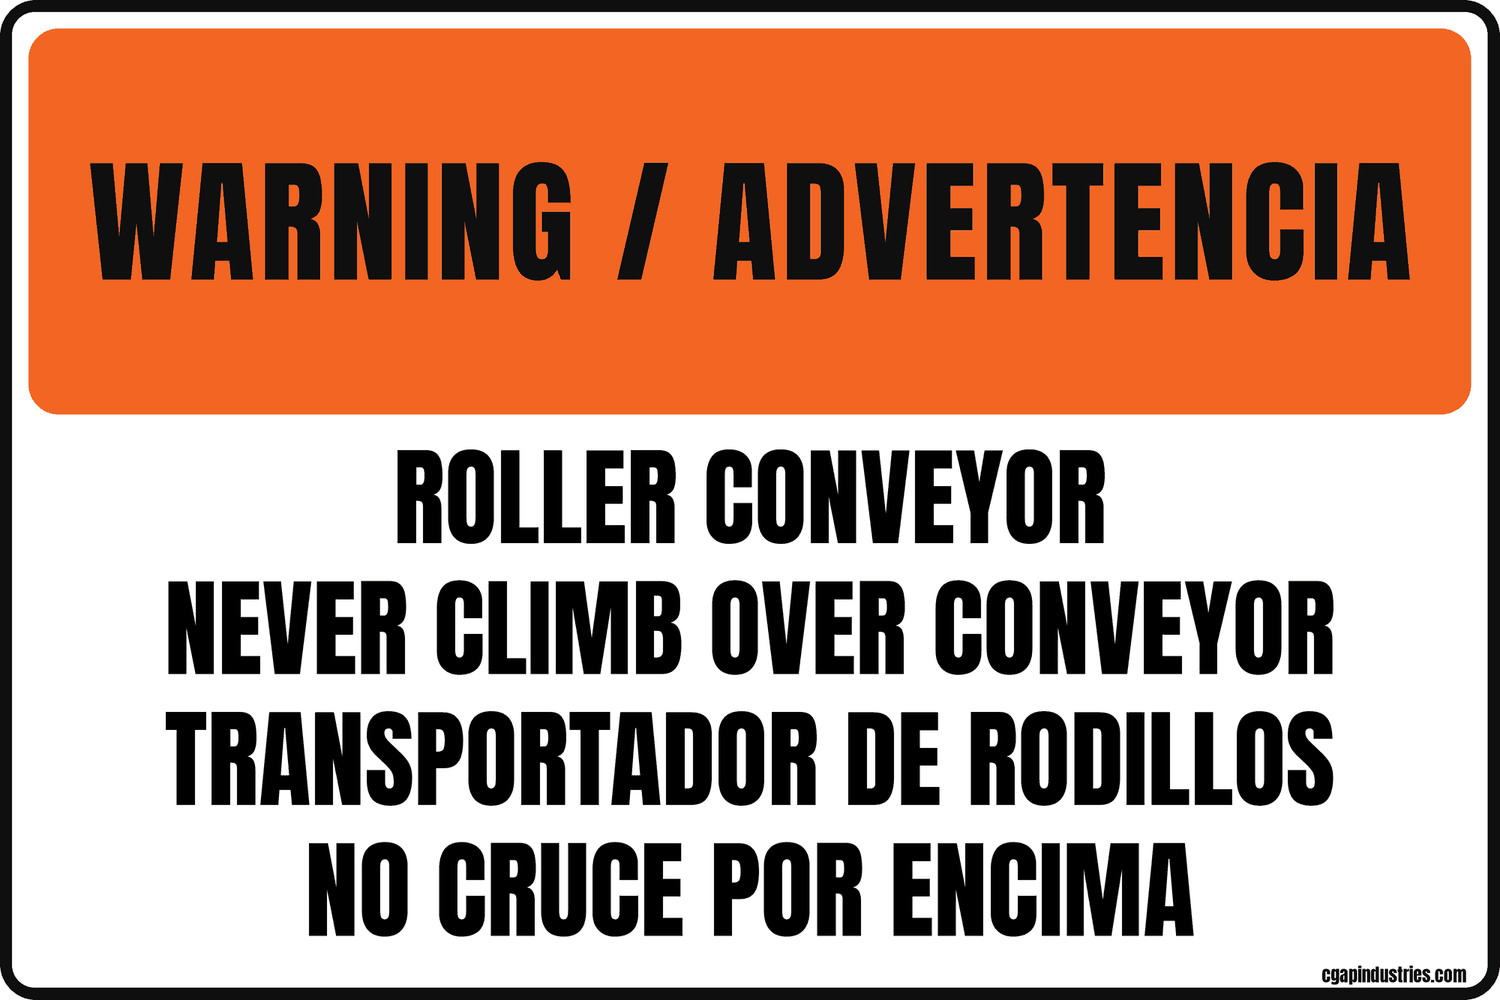 WARNING / ADVERTENCIA
ROLLER CONVEYOR
NEVER CLIMB OVER CONVEYOR
TRANSPORTADOR DE RODILLOS
NO CRUCE POR ENCIMA
cgapindustries.com